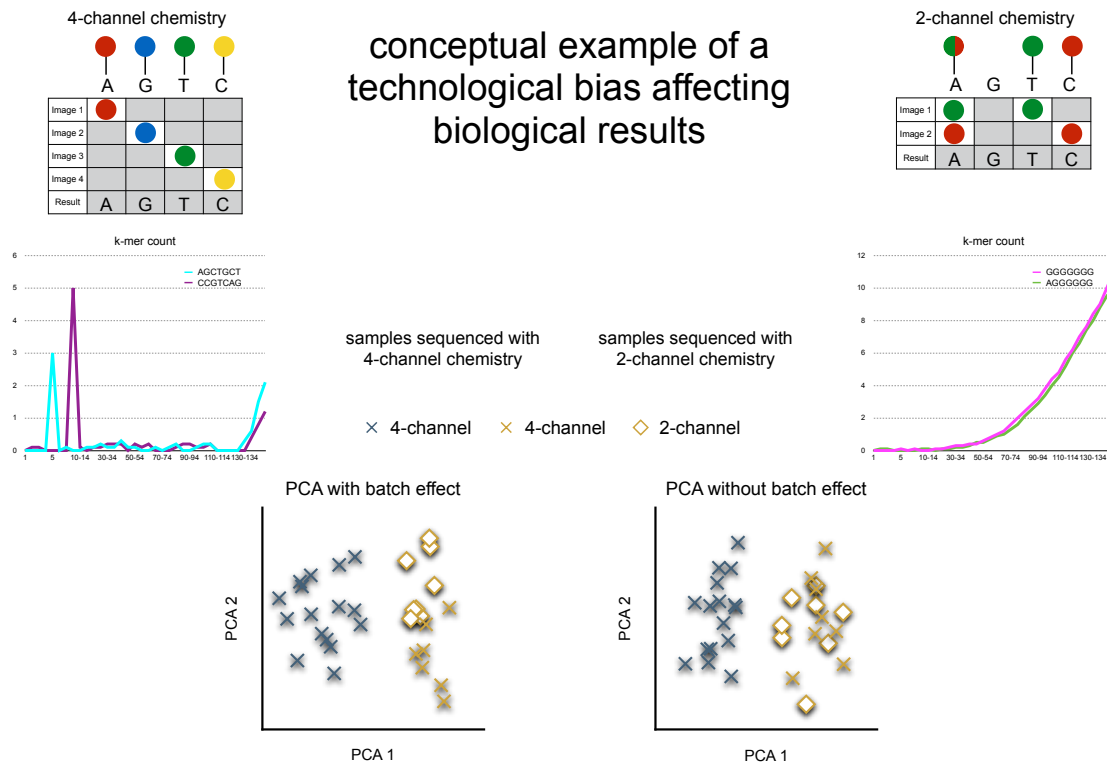 4-channel chemistry
A G T C
Image 1
Image 2
Image 3
Image 4
Result A G T C
conceptual example of a
technological bias affecting
biological results
2-channel chemistry
A G T C
Image 1
Image 2
Result A G T C
k-mer count
6
5
4
3
2
1
0
AGCTGCT
CCGTCAG
1 5 10-14 30-34 50-54 70-74 90-94 110-114 130-134
samples sequenced with
4-channel chemistry
samples sequenced with
2-channel chemistry
4-channel 4-channel 2-channel
k-mer count
12
10
8
6
4
2
0
GGGGGGG
AGGGGGG
1 5 10-14 30-34 50-54 70-74 90-94 110-114 130-134
PCA with batch effect
PCA 2
PCA 1
PCA without batch effect
PCA 2
PCA 1